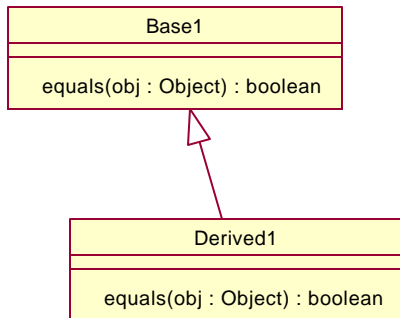 Base1
equals(obj : Object) : boolean
Derived1
equals(obj : Object) : boolean